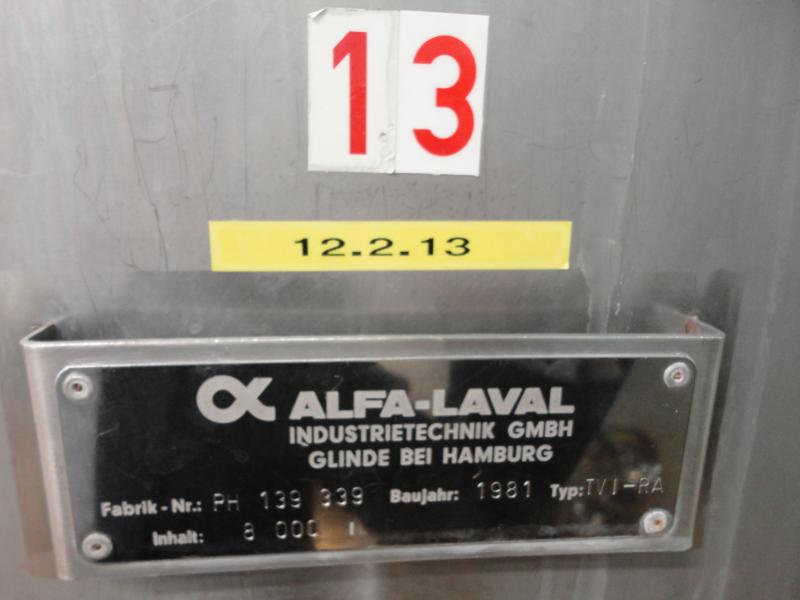 13
12.2.13
ALFA-LAVAL
INDUSTRIETECHNIK GMBH
GLINDE BEI HAMBURG
Fabrik-Nr.: PH 139 339 Baujahr: 1981 Typ: TVI-RA
Inhalt: 8 000 l